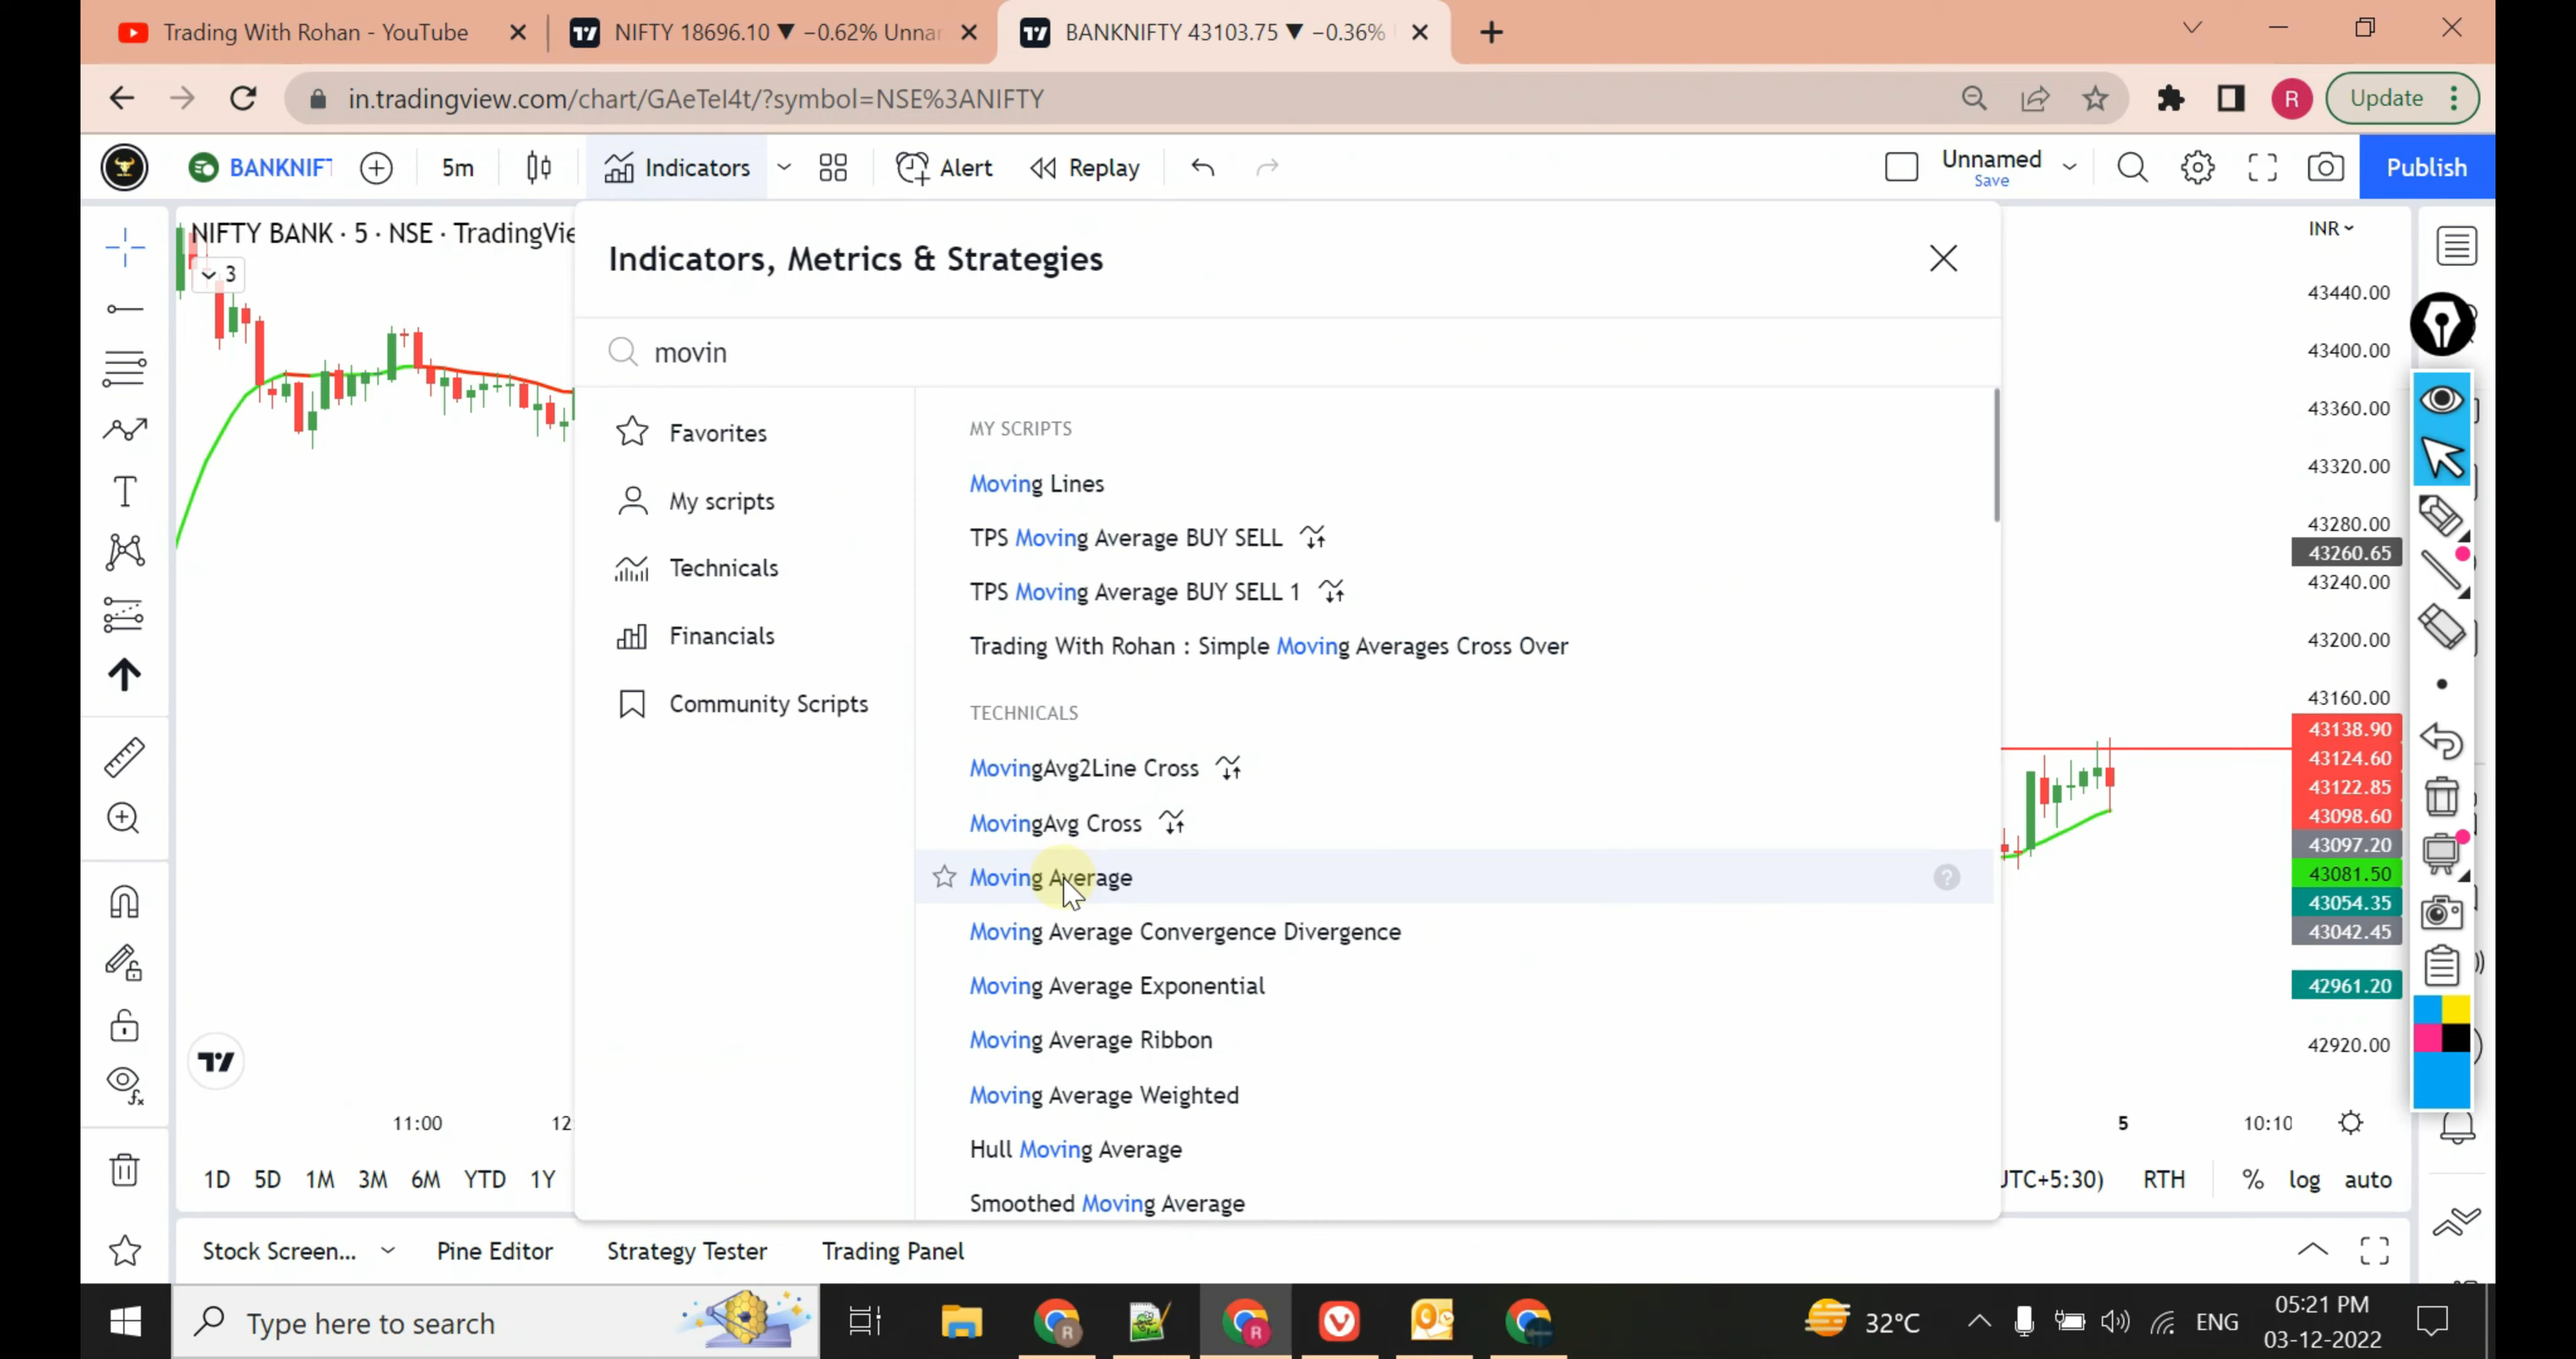 Trading With Rohan - YouTube
NIFTY 18696.10 ▼ −0.62% Unnar
BANKNIFTY 43103.75 ▼ −0.36%
in.tradingview.com/chart/GAeTeI4t/?symbol=NSE%3ANIFTY
R
Update
BANKNIFT
5m
Indicators
Alert
Replay
Unnamed
Save
Publish
NIFTY BANK · 5 · NSE · TradingVie
3
INR
Indicators, Metrics & Strategies
movin
Favorites
My scripts
Technicals
Financials
Community Scripts
MY SCRIPTS
Moving Lines
TPS Moving Average BUY SELL
TPS Moving Average BUY SELL 1
Trading With Rohan : Simple Moving Averages Cross Over
TECHNICALS
MovingAvg2Line Cross
MovingAvg Cross
Moving Average
Moving Average Convergence Divergence
Moving Average Exponential
Moving Average Ribbon
Moving Average Weighted
Hull Moving Average
Smoothed Moving Average
43440.00
43400.00
43360.00
43320.00
43280.00
43260.65
43240.00
43200.00
43160.00
43138.90
43124.60
43122.85
43098.60
43097.20
43081.50
43054.35
43042.45
42961.20
42920.00
11:00
12:
5
10:10
1D 5D 1M 3M 6M YTD 1Y
UTC+5:30) RTH % log auto
Stock Screen... Pine Editor Strategy Tester Trading Panel
Type here to search
32°C
ENG
05:21 PM
03-12-2022